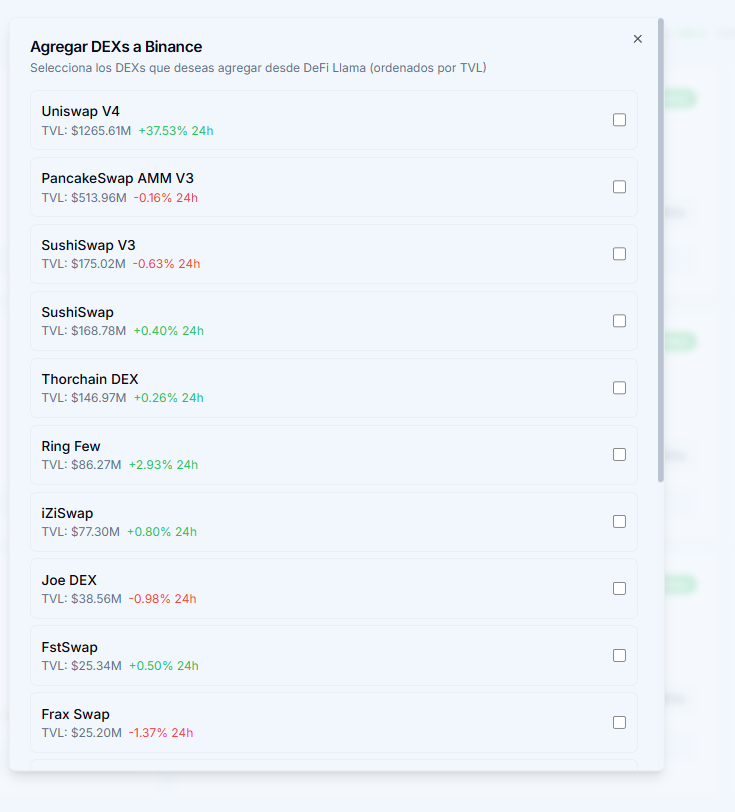 Agregar DEXs a Binance
Selecciona los DEXs que deseas agregar desde DeFi Llama (ordenados por TVL)
Uniswap V4
TVL: $1265.61M +37.53% 24h
PancakeSwap AMM V3
TVL: $513.96M -0.16% 24h
SushiSwap V3
TVL: $175.02M -0.63% 24h
SushiSwap
TVL: $168.78M +0.40% 24h
Thorchain DEX
TVL: $146.97M +0.26% 24h
Ring Few
TVL: $86.27M +2.93% 24h
iZiSwap
TVL: $77.30M +0.80% 24h
Joe DEX
TVL: $38.56M -0.98% 24h
FstSwap
TVL: $25.34M +0.50% 24h
Frax Swap
TVL: $25.20M -1.37% 24h